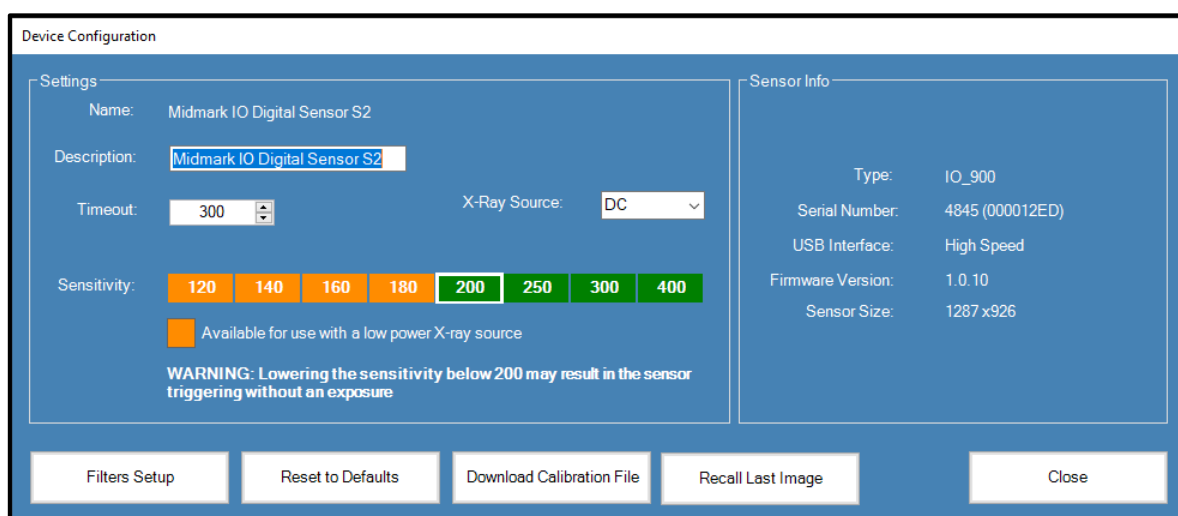 Device Configuration
Settings
Name: Midmark IO Digital Sensor S2
Description: Midmark IO Digital Sensor S2
Timeout: 300 X-Ray Source: DC
Sensitivity: 120 140 160 180 200 250 300 400
Available for use with a low power X-ray source
WARNING: Lowering the sensitivity below 200 may result in the sensor
triggering without an exposure
Sensor Info
Type: IO_900
Serial Number: 4845 (000012ED)
USB Interface: High Speed
Firmware Version: 1.0.10
Sensor Size: 1287 x926
Filters Setup Reset to Defaults Download Calibration File Recall Last Image Close